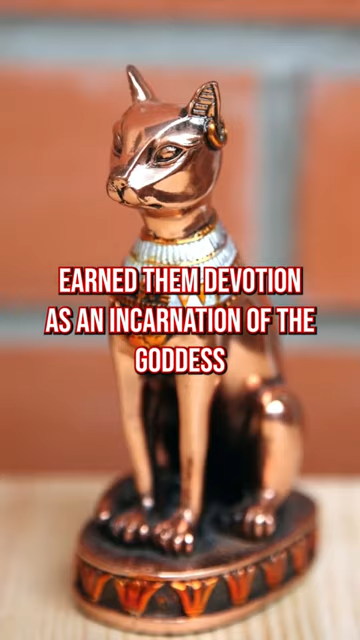 EARNED THEM DEVOTION
AS AN INCARNATION OF THE
GODDESS